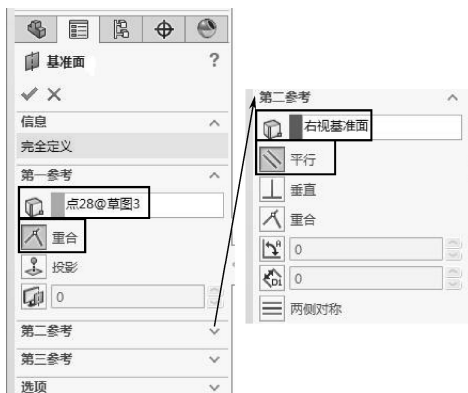 基准面
?
信息
完全定义
第一参考
点28@草图3
重合
投影
0
第二参考
第三参考
选项
第二参考
右视基准面
平行
垂直
重合
0
0
两侧对称